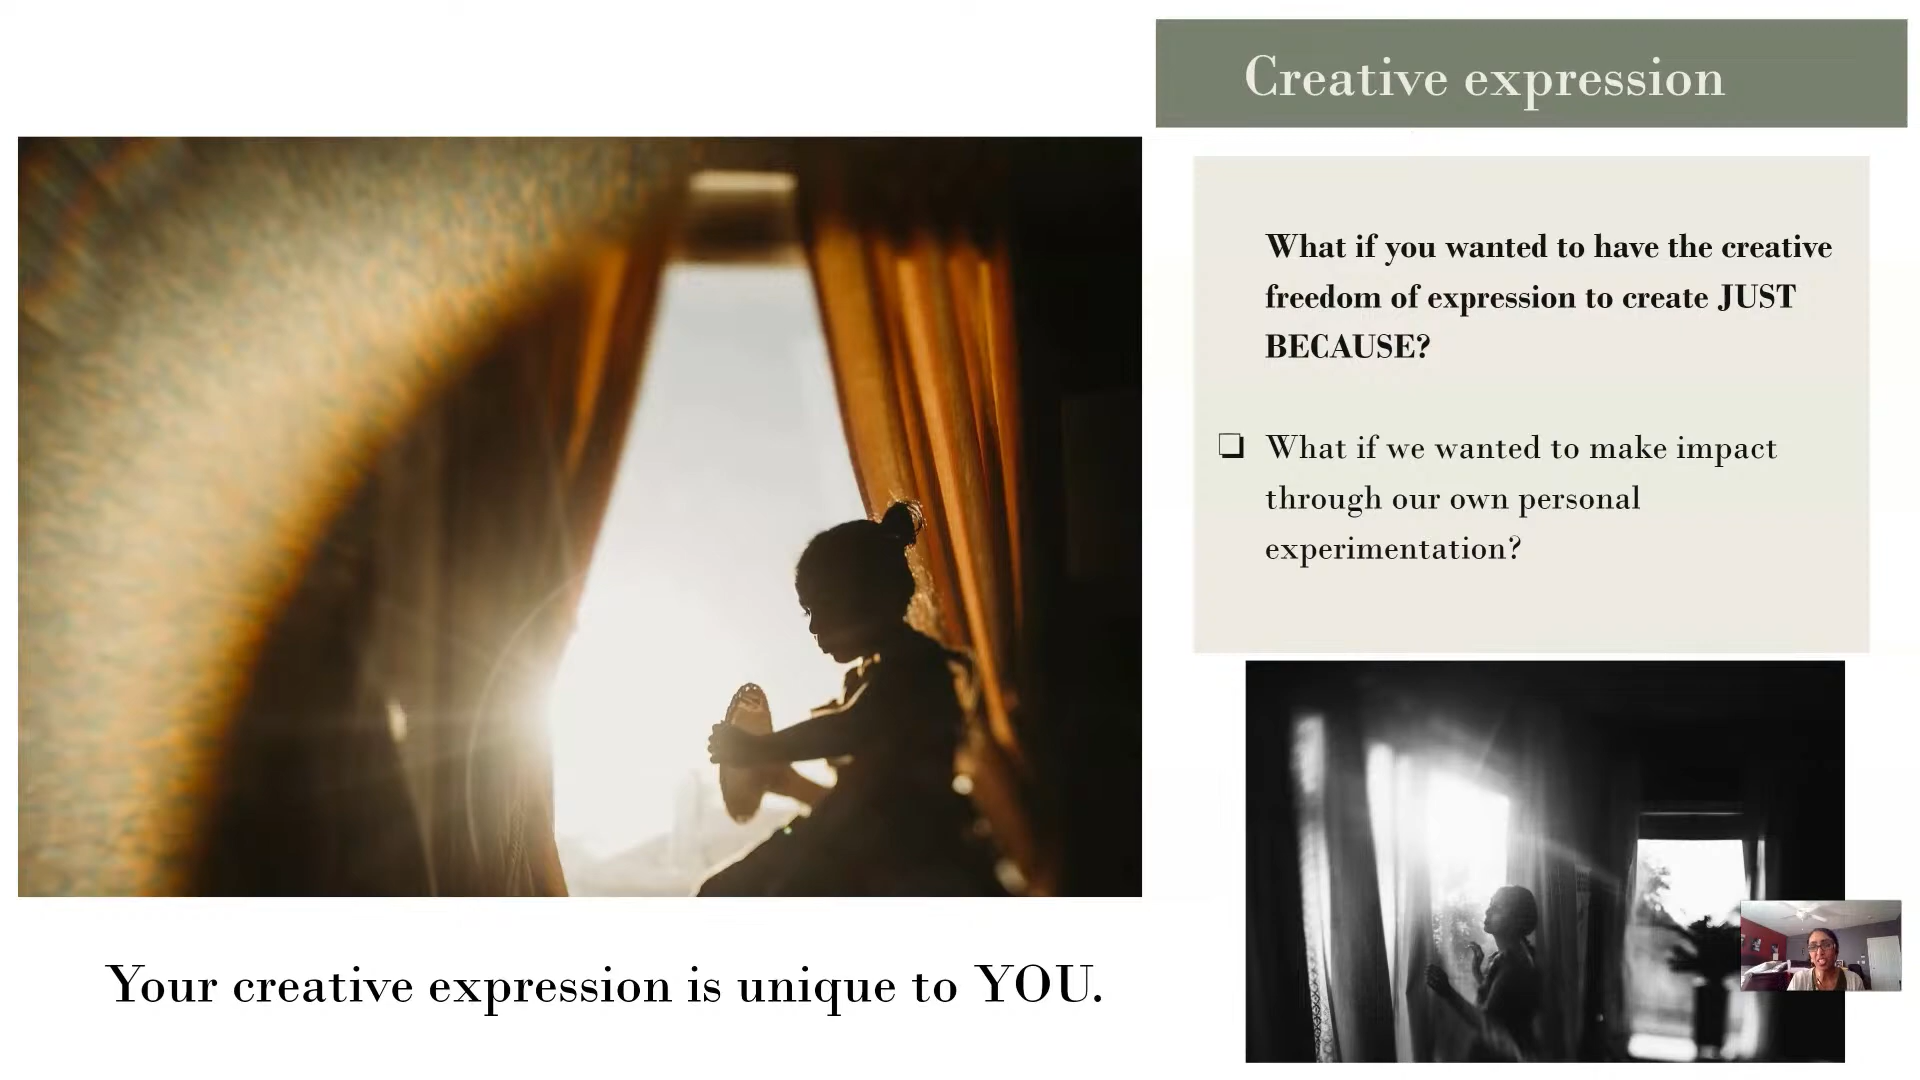 Creative expression
What if you wanted to have the creative
freedom of expression to create JUST
BECAUSE?
❏ What if we wanted to make impact
through our own personal
experimentation?
Your creative expression is unique to YOU.